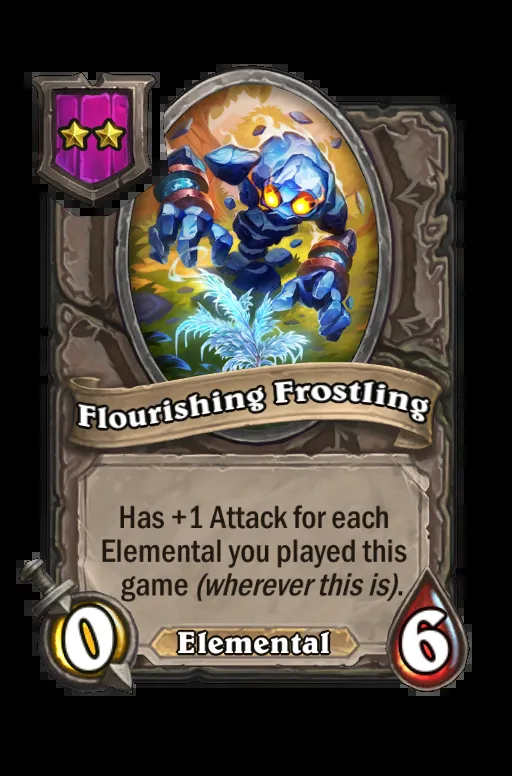 Flourishing Frostling
Has +1 Attack for each
Elemental you played this
game (wherever this is).
0
Elemental
6